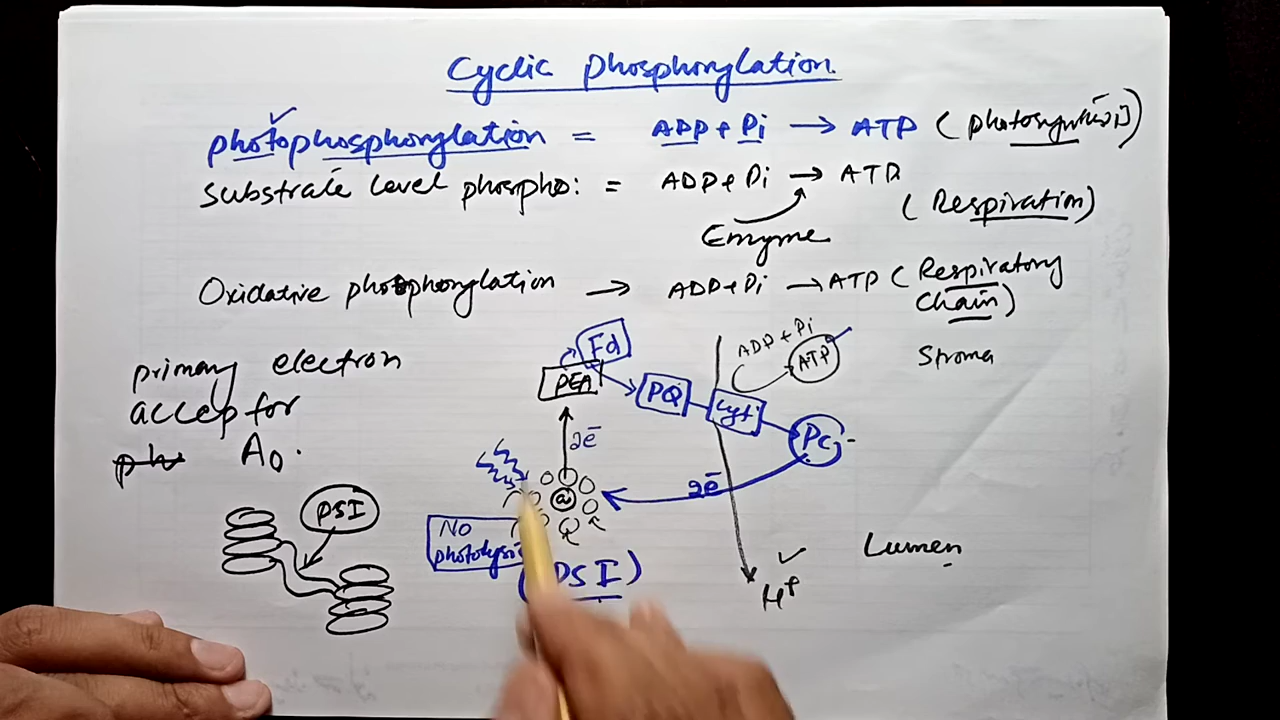 Cyclic phosphorylation
photophosphorylation = ADP + Pi → ATP (photosynthesis)
Substrate level phospho: = ADP + Pi → ATP
(Respiration)
Enzyme
Oxidative phosphorylation → ADP + Pi → ATP (Respiratory
Chain)
primary electron
acceptor
A0.
PSI
ADP + Pi
ATP
Stroma
Fd
PEA
PQ
Cyt
Pc
2e-
2e-
a
No
photolysis
(PSI)
Lumen
H+